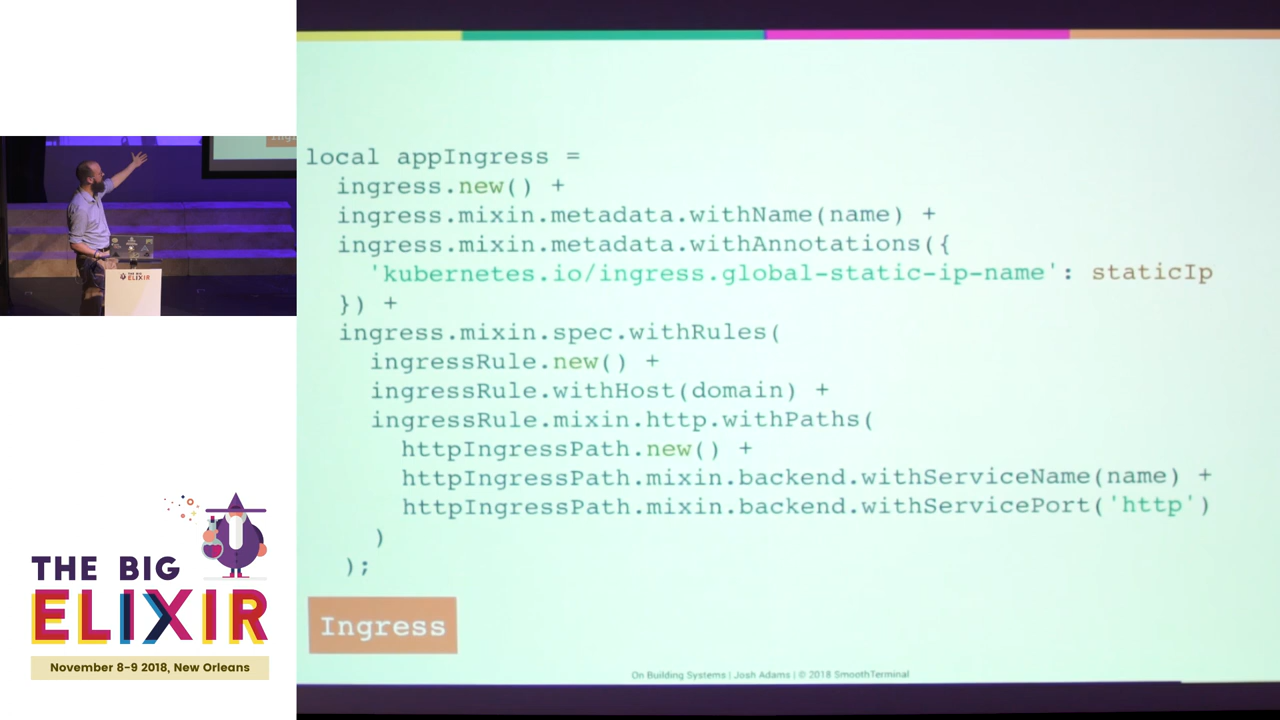 local appIngress =
ingress.new() +
ingress.mixin.metadata.withName(name) +
ingress.mixin.metadata.withAnnotations({
'kubernetes.io/ingress.global-static-ip-name': staticIp
}) +
ingress.mixin.spec.withRules(
ingressRule.new() +
ingressRule.withHost(domain) +
ingressRule.mixin.http.withPaths(
httpIngressPath.new() +
httpIngressPath.mixin.backend.withServiceName(name) +
httpIngressPath.mixin.backend.withServicePort('http')
)
);
Ingress
On Building Systems | Josh Adams | © 2018 SmoothTerminal
THE BIG
ELIXIR
THE BIG
ELIXIR
November 8-9 2018, New Orleans